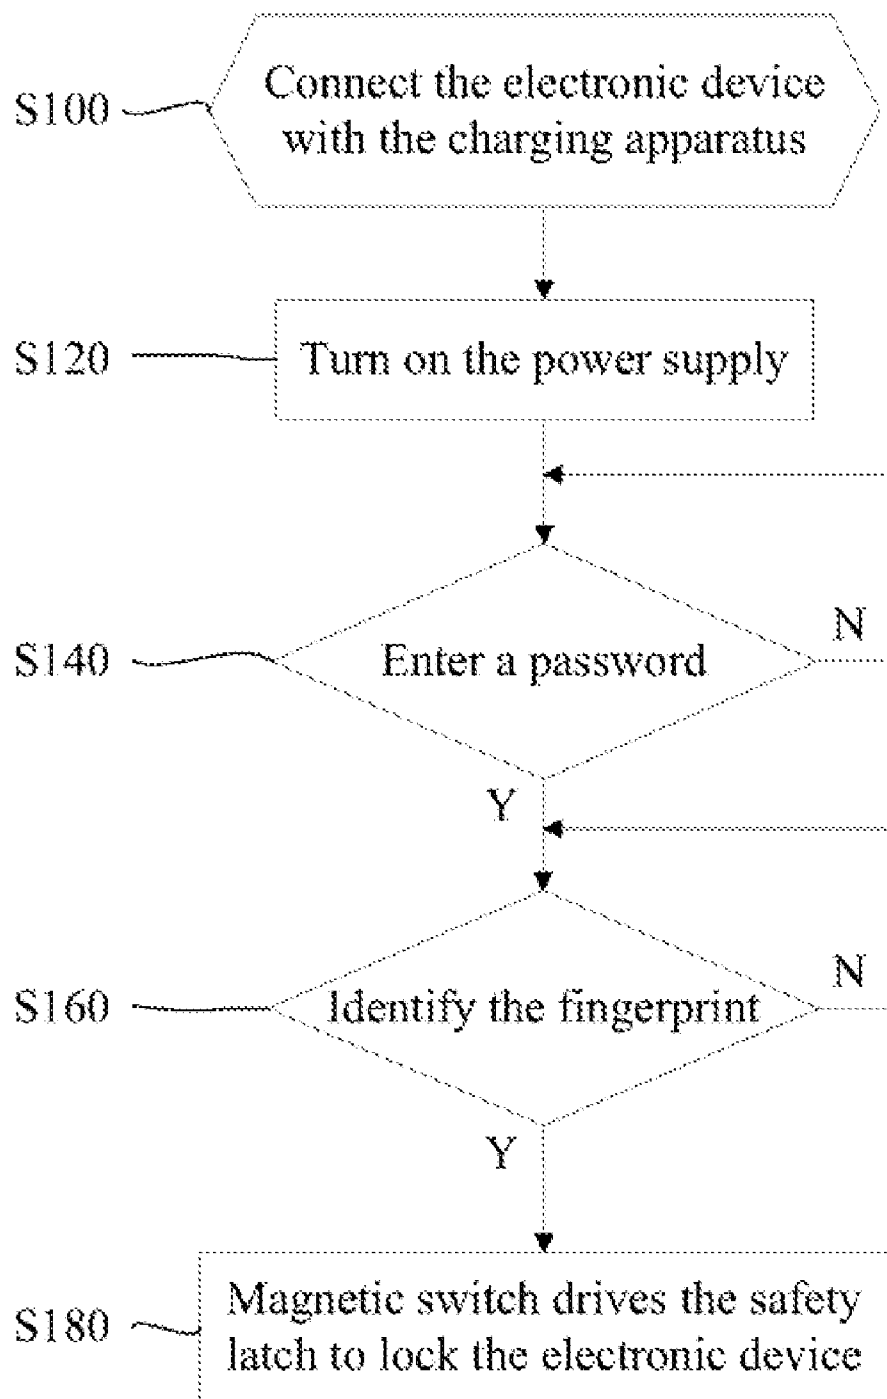 S100
Connect the electronic device
with the charging apparatus
S120
Turn on the power supply
S140
Enter a password
N
Y
S160
Identify the fingerprint
N
Y
S180
Magnetic switch drives the safety
latch to lock the electronic device